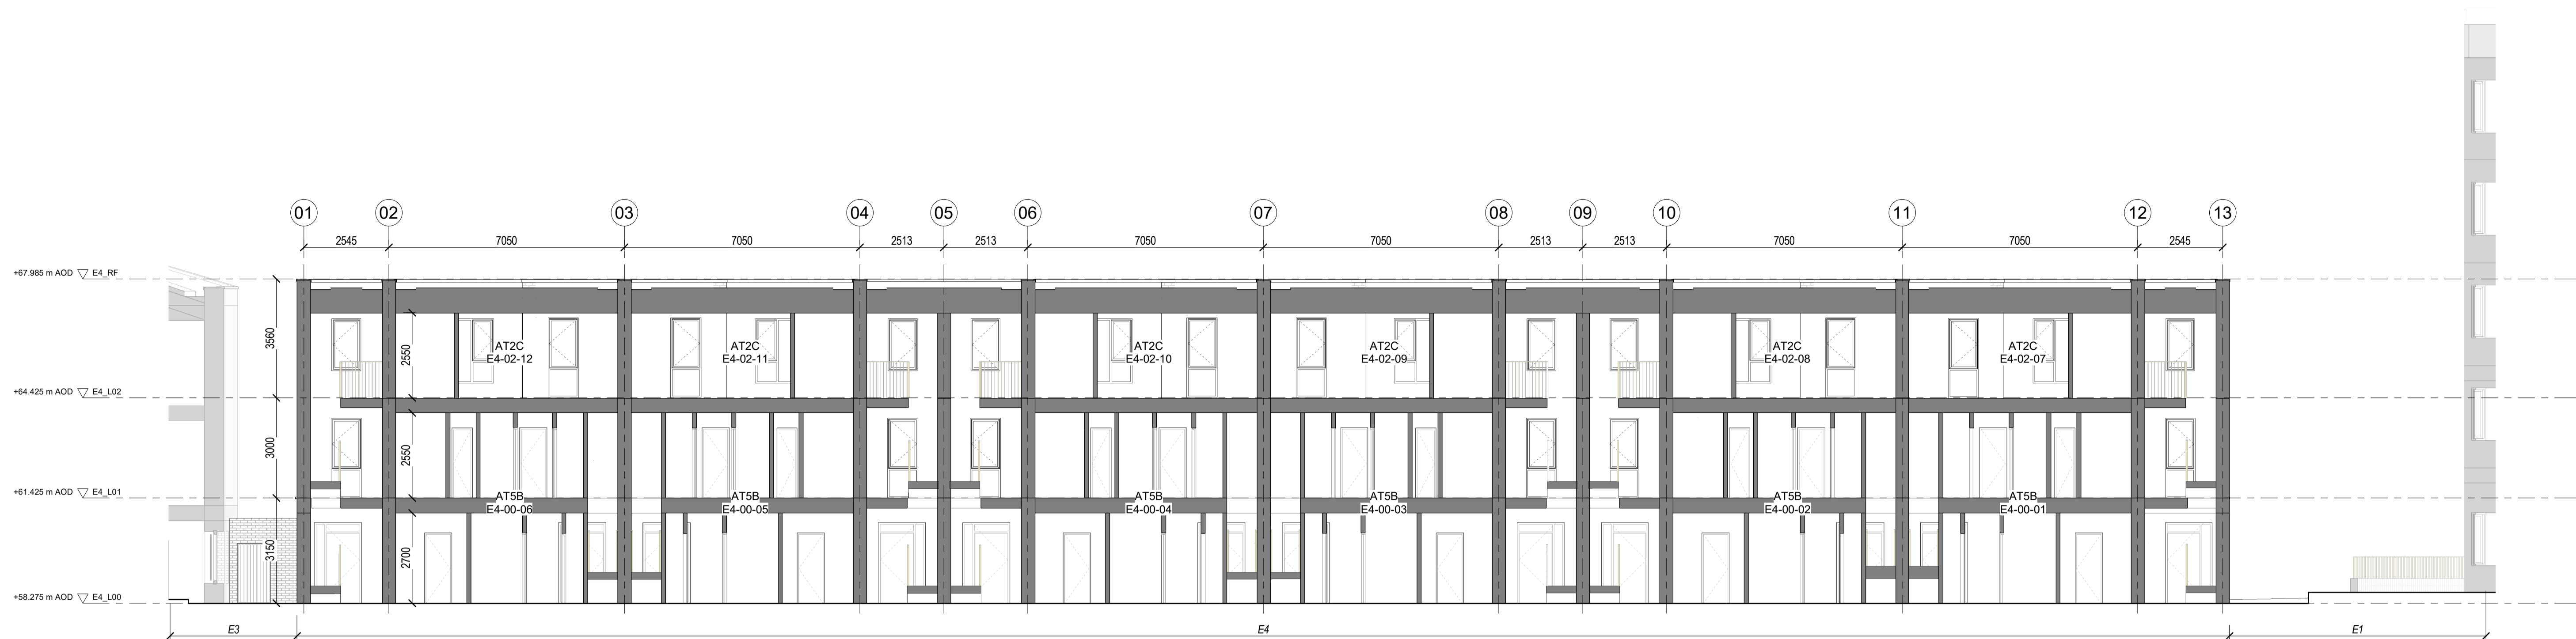 01 02 03 04 05 06 07 08 09 10 11 12 13
2545 7050 7050 2513 2513 7050 7050 2513 2513 7050 7050 2545
+67.985 m AOD E4_RF
3560
2550
AT2C AT2C AT2C AT2C AT2C AT2C
E4-02-12 E4-02-11 E4-02-10 E4-02-09 E4-02-08 E4-02-07
+64.425 m AOD E4_L02
3000
2550
+61.425 m AOD E4_L01
AT5B AT5B AT5B AT5B AT5B AT5B
E4-00-06 E4-00-05 E4-00-04 E4-00-03 E4-00-02 E4-00-01
3150
2700
+58.275 m AOD E4_L00
E3 E4 E1